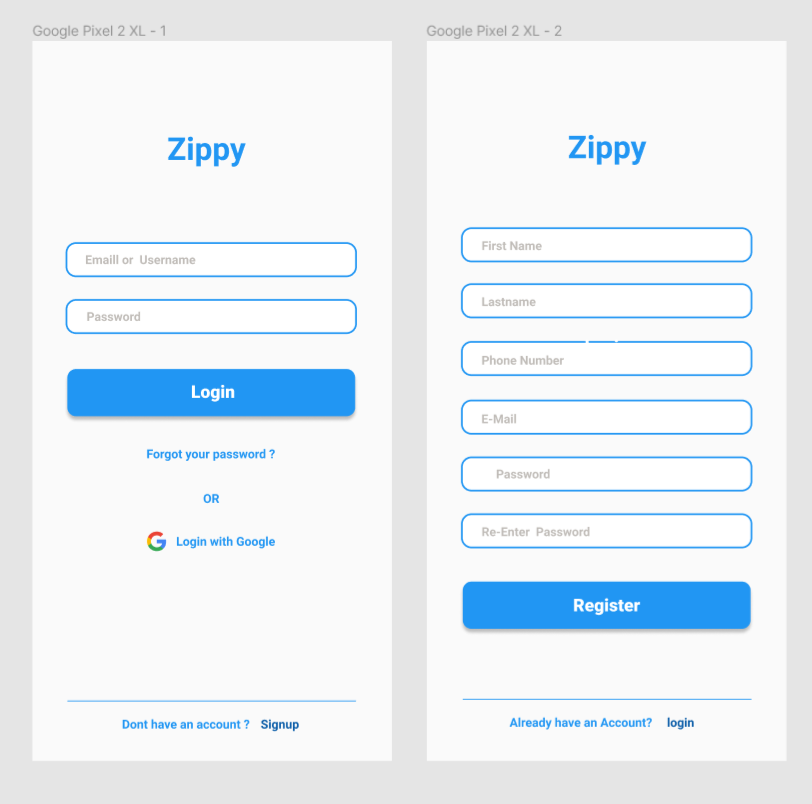 Google Pixel 2 XL - 1
Zippy
Emaill or  Username
Password
Login
Forgot your password ?
OR
Login with Google
Dont have an account ?  Signup
Google Pixel 2 XL - 2
Zippy
First Name
Lastname
Phone Number
E-Mail
Password
Re-Enter  Password
Register
Already have an Account?  login